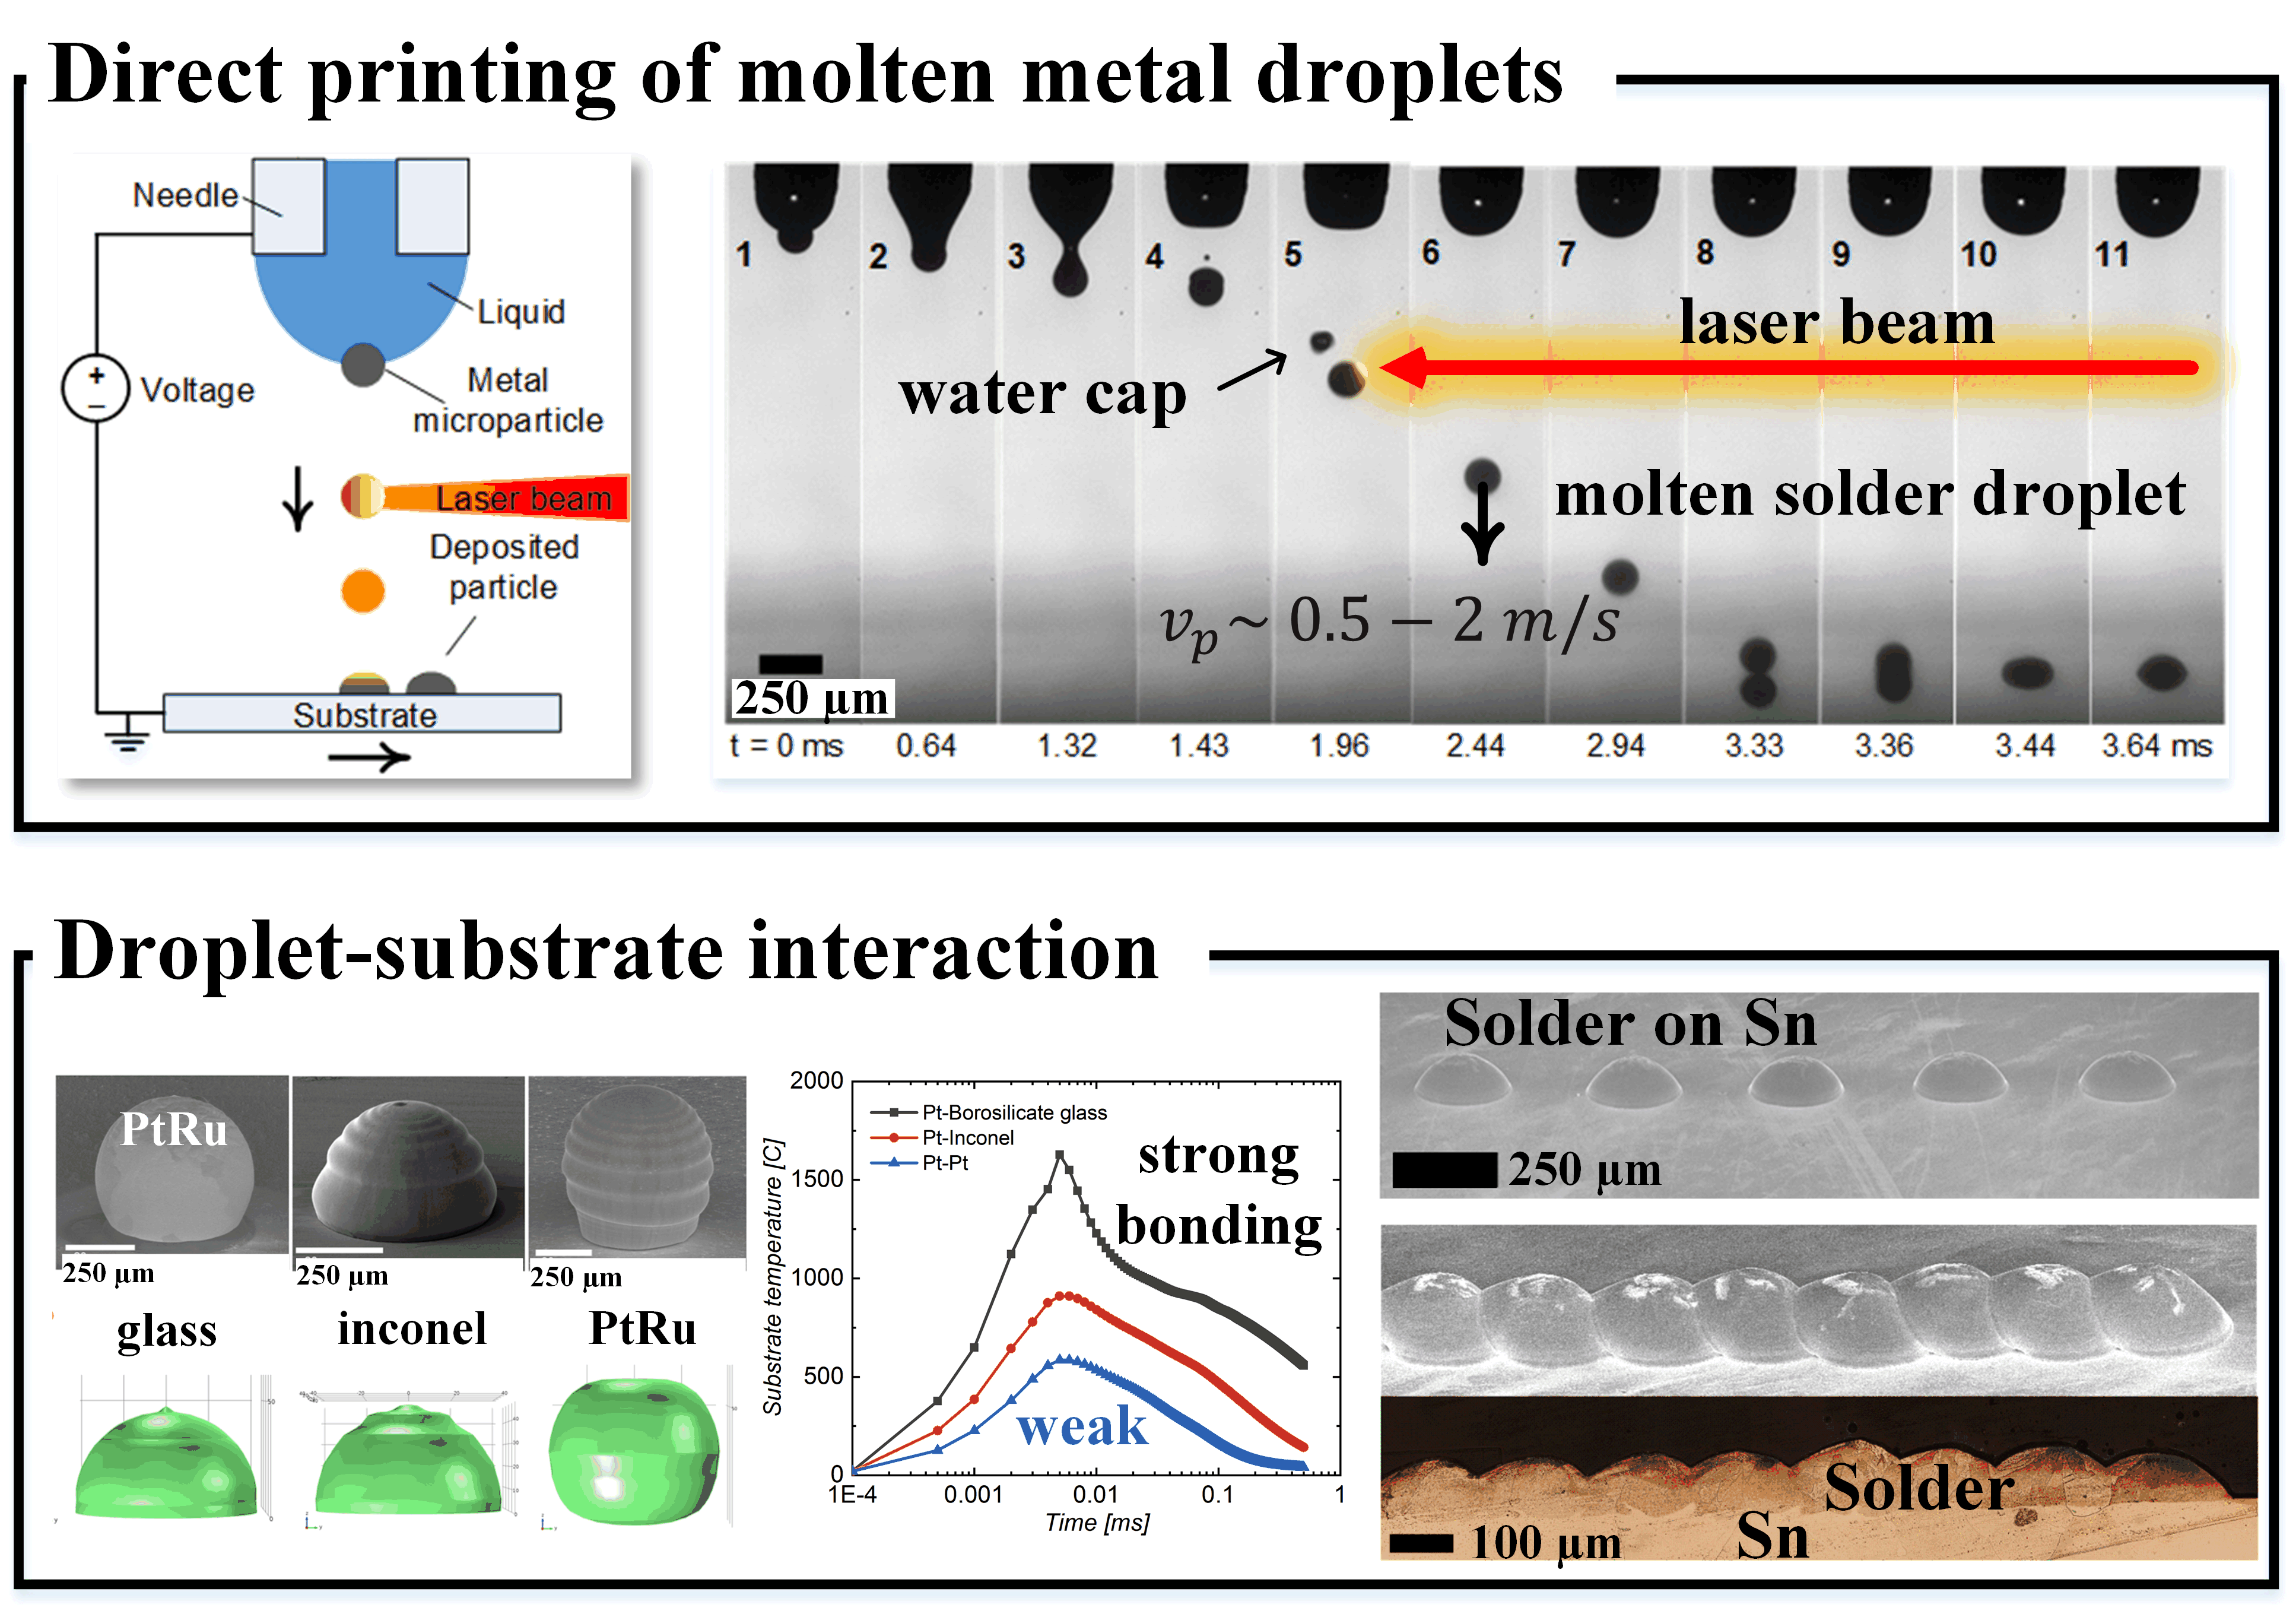 Direct printing of molten metal droplets
Needle
Liquid
Metal
microparticle
+
−
Voltage
Laser beam
Deposited
particle
Substrate
1 2 3 4 5 6 7 8 9 10 11
laser beam
water cap
molten solder droplet
vₚ~ 0.5 − 2 m/s
250 µm
t = 0 ms 0.64 1.32 1.43 1.96 2.44 2.94 3.33 3.36 3.44 3.64 ms
Droplet-substrate interaction
PtRu
250 µm
250 µm
250 µm
glass
inconel
PtRu
Substrate temperature [C]
2000
1500
1000
500
0
Pt-Borosilicate glass
Pt-Inconel
Pt-Pt
strong
bonding
weak
1E-4 0.001 0.01 0.1 1
Time [ms]
Solder on Sn
250 µm
Solder
Sn
100 µm